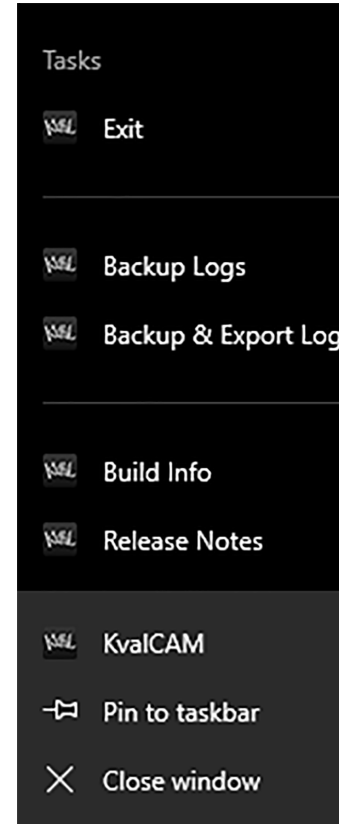 Tasks
Exit
Backup Logs
Backup & Export Log
Build Info
Release Notes
KvalCAM
Pin to taskbar
Close window